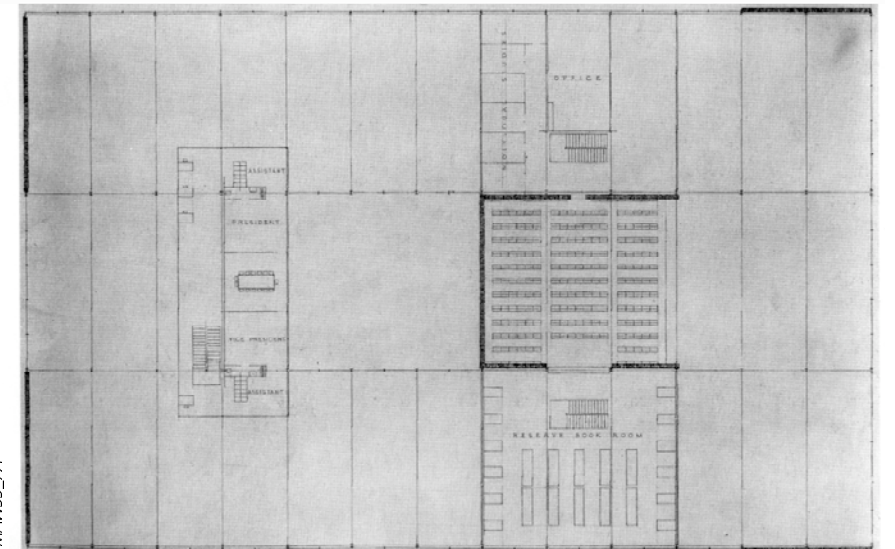 OFFICE
ASSISTANT
PRESIDENT
VICE PRESIDENT
ASSISTANT
RESERVE BOOK ROOM